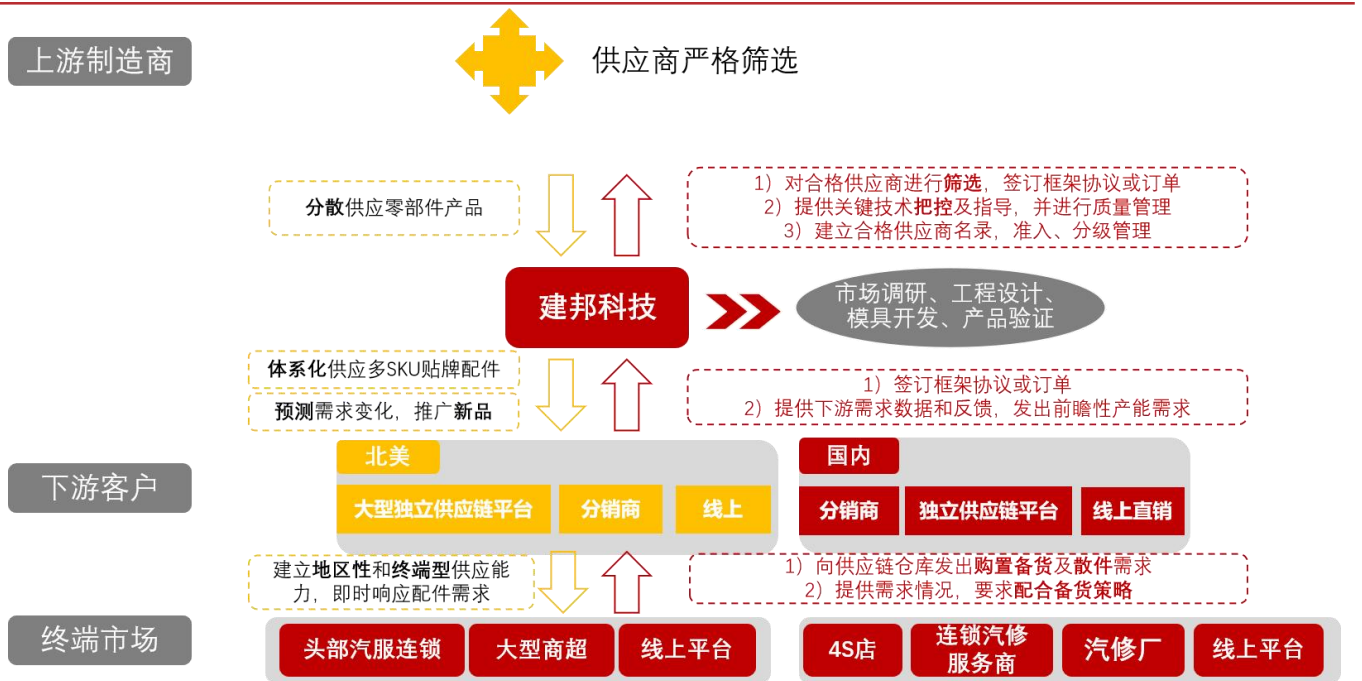 上游制造商
供应商严格筛选
分散供应零部件产品
1）对合格供应商进行筛选，签订框架协议或订单
2）提供关键技术把控及指导，并进行质量管理
3）建立合格供应商名录，准入、分级管理
建邦科技
市场调研、工程设计、
模具开发、产品验证
体系化供应多SKU贴牌配件
预测需求变化，推广新品
1）签订框架协议或订单
2）提供下游需求数据和反馈，发出前瞻性产能需求
下游客户
北美
大型独立供应链平台
分销商
线上
国内
分销商
独立供应链平台
线上直销
建立地区性和终端型供应能
力，即时响应配件需求
1）向供应链仓库发出购置备货及散件需求
2）提供需求情况，要求配合备货策略
终端市场
头部汽服连锁
大型商超
线上平台
4S店
连锁汽修
服务商
汽修厂
线上平台